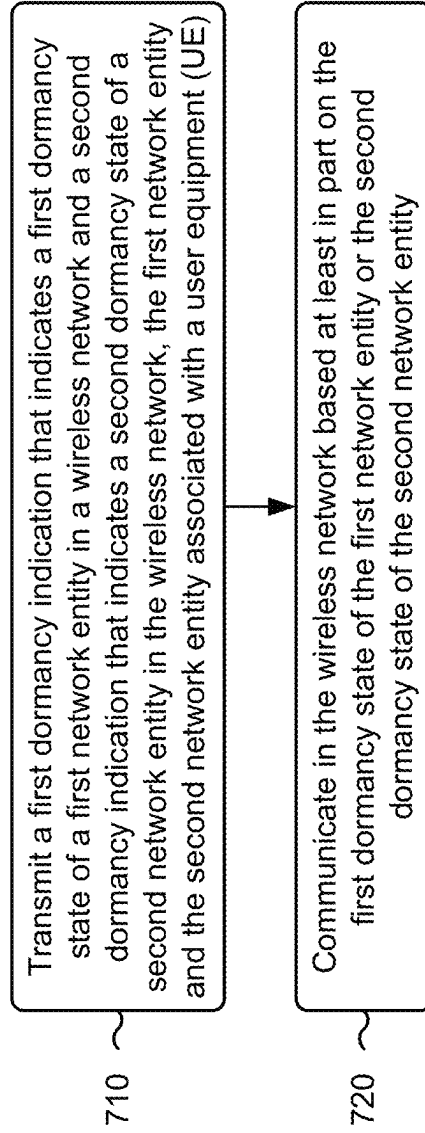 710
Transmit a first dormancy indication that indicates a first dormancy
state of a first network entity in a wireless network and a second
dormancy indication that indicates a second dormancy state of a
second network entity in the wireless network, the first network entity
and the second network entity associated with a user equipment (UE)
720
Communicate in the wireless network based at least in part on the
first dormancy state of the first network entity or the second
dormancy state of the second network entity